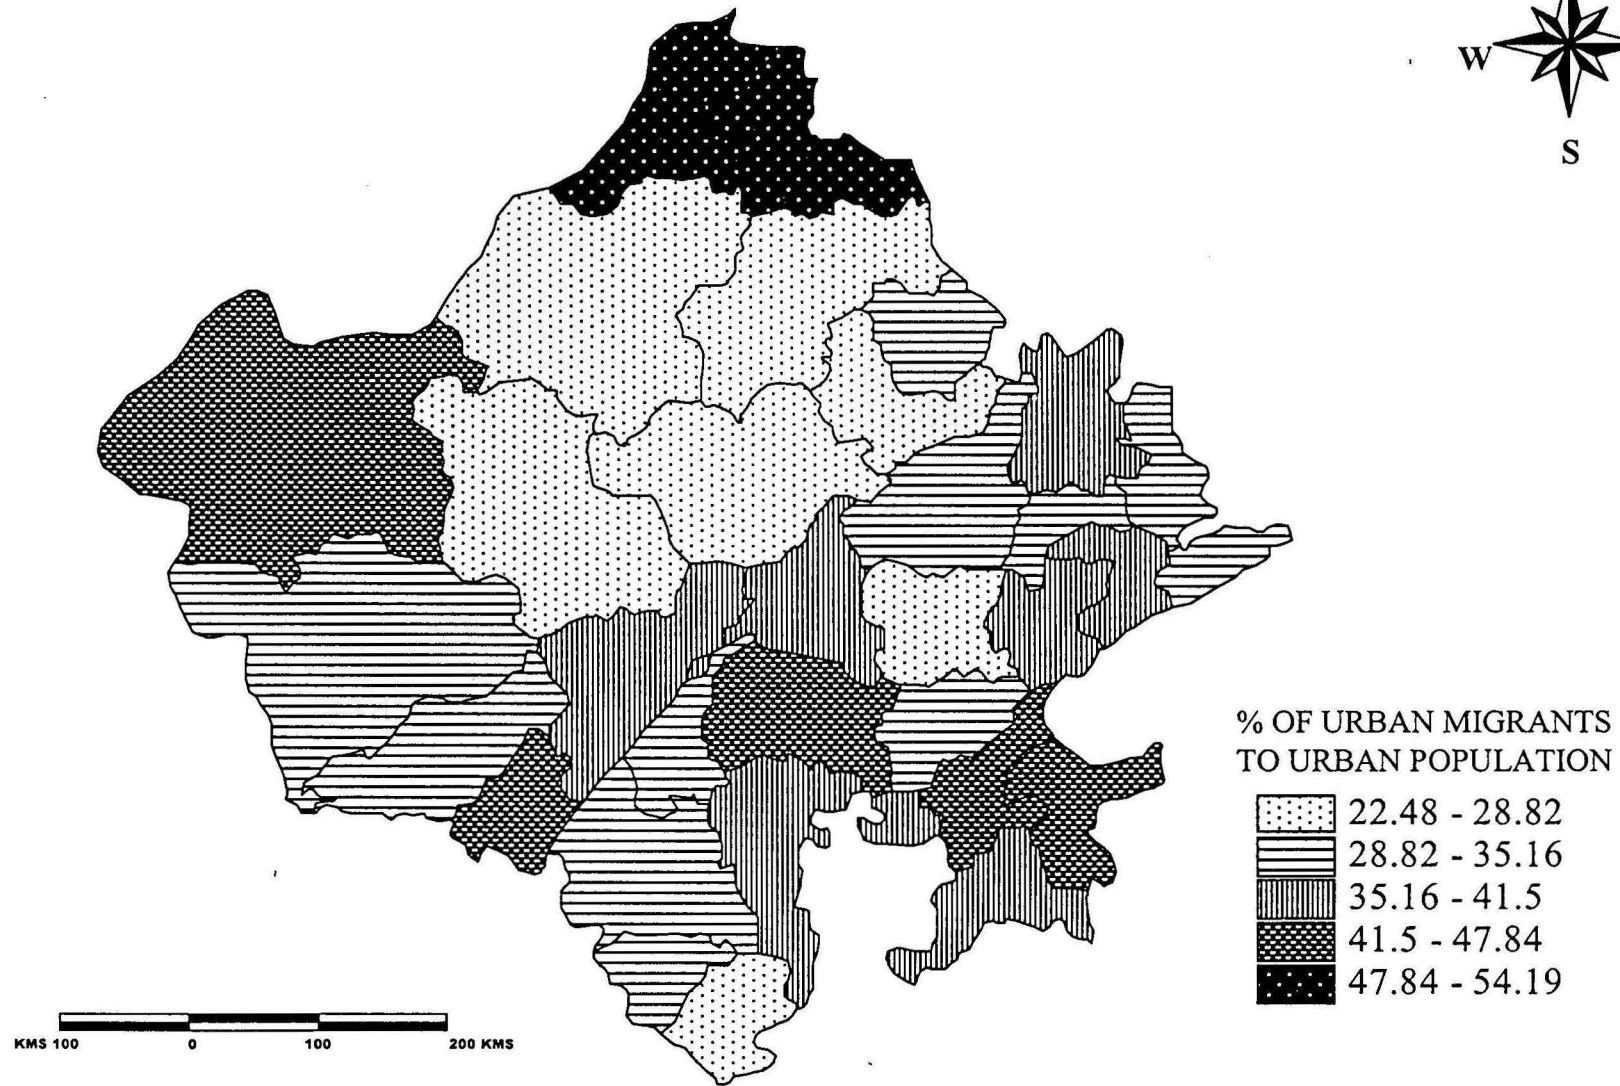 W
S
% OF URBAN MIGRANTS
TO URBAN POPULATION
22.48 - 28.82
28.82 - 35.16
35.16 - 41.5
41.5 - 47.84
47.84 - 54.19
KMS 100 0 100 200 KMS